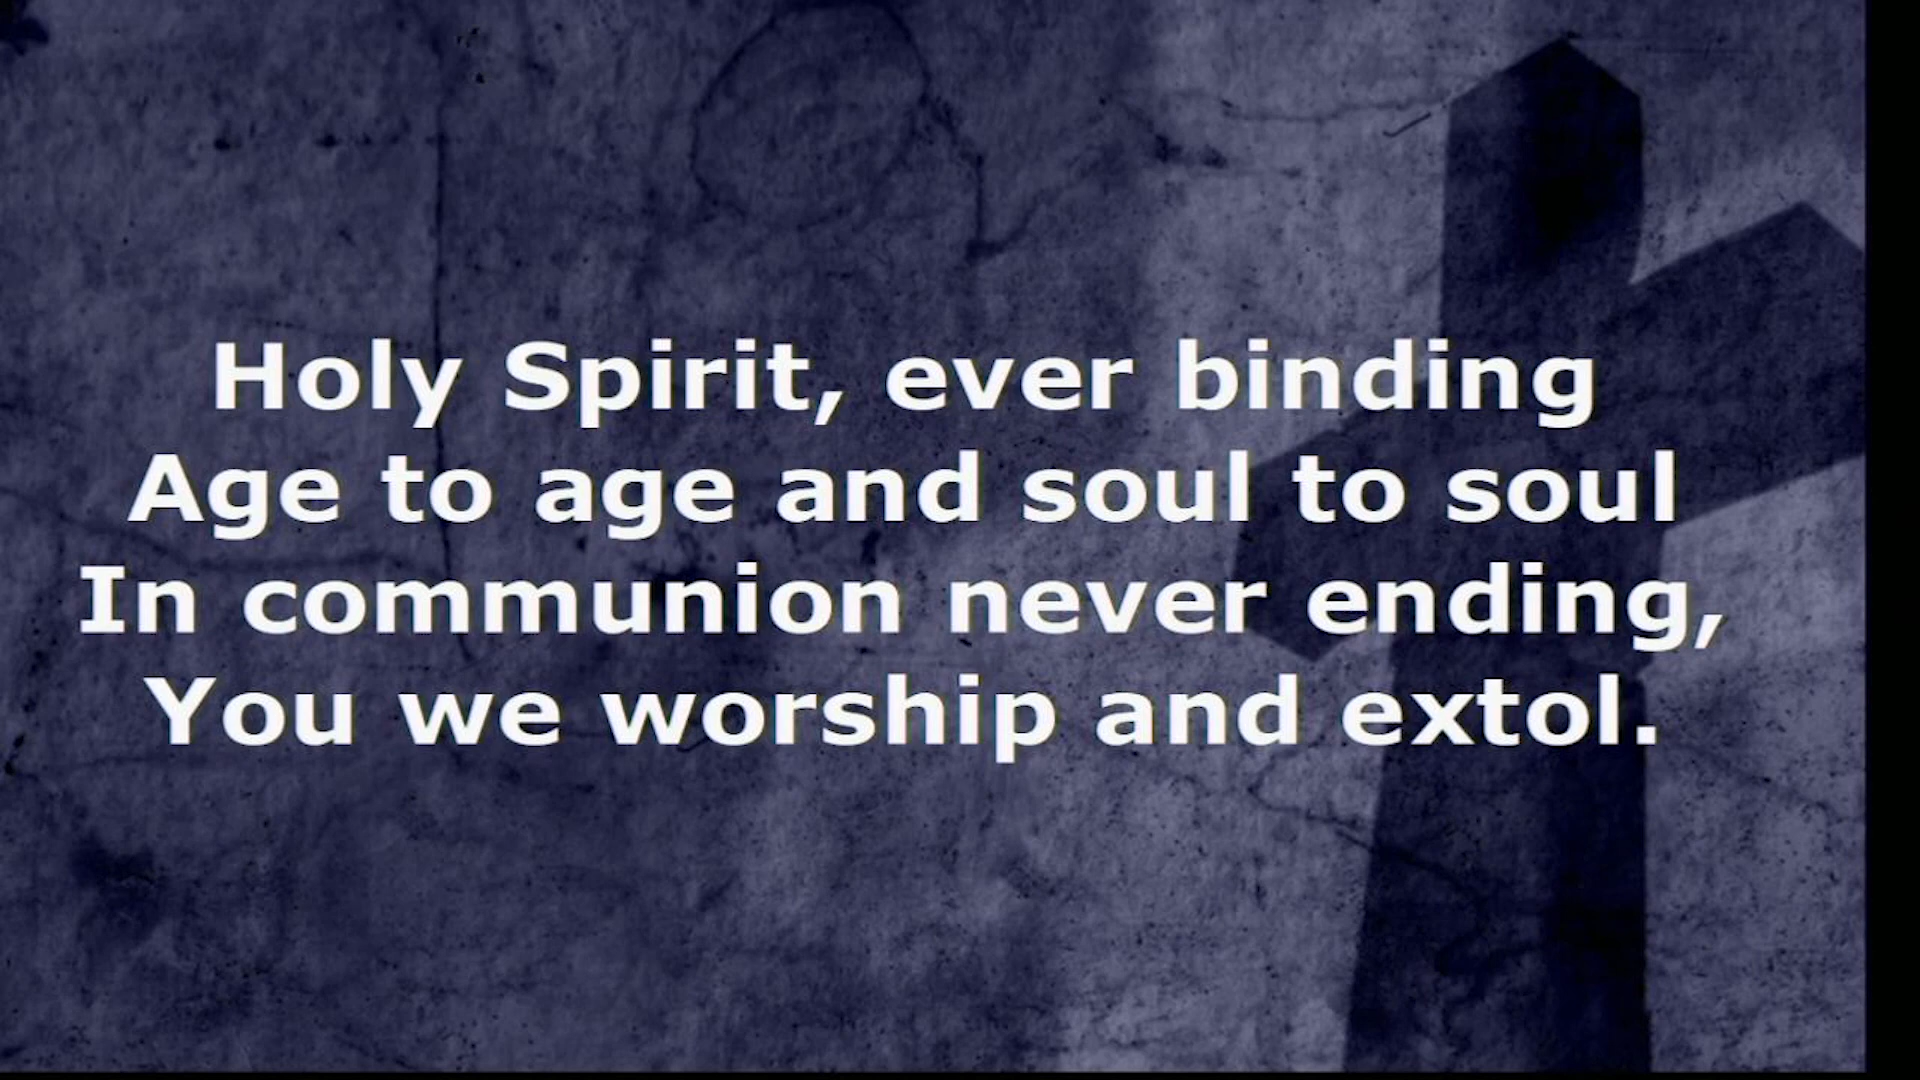 Holy Spirit, ever binding
Age to age and soul to soul
In communion never ending,
You we worship and extol.